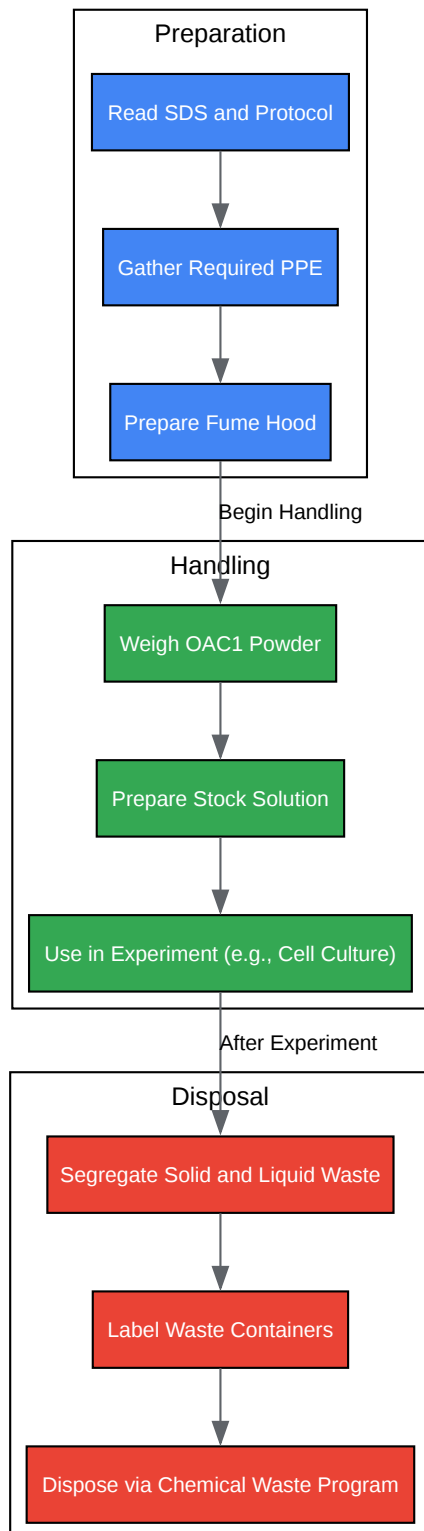 Preparation
Read SDS and Protocol
Gather Required PPE
Prepare Fume Hood
Begin Handling
Handling
Weigh OAC1 Powder
Prepare Stock Solution
Use in Experiment (e.g., Cell Culture)
After Experiment
Disposal
Segregate Solid and Liquid Waste
Label Waste Containers
Dispose via Chemical Waste Program